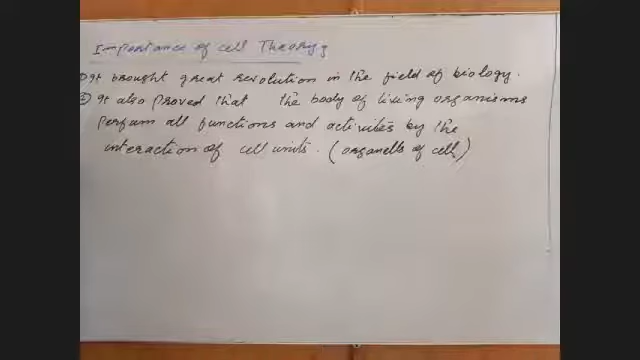 Importance of cell Theory;
① It brought great revolution in the field of biology.
② It also proved that the body of living organisms
perform all functions and activites by the
interaction of cell units. (organells of cell)